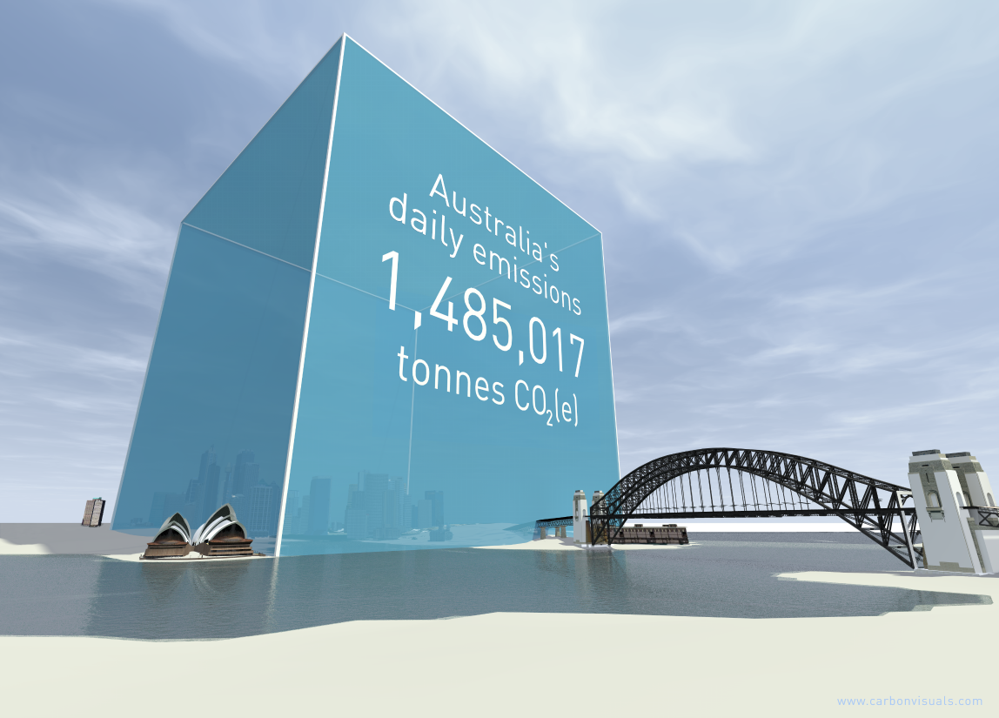 Australia's
daily emissions
1,485,017
tonnes CO₂(e)
www.carbonvisuals.com